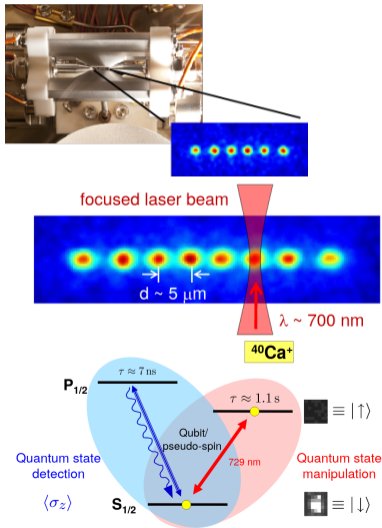 focused laser beam
d ~ 5 μm
λ ~ 700 nm
⁴⁰Ca⁺
τ ≈ 7 ns
P₁/₂
τ ≈ 1.1 s
Qubit/
pseudo-spin
≡ |↑⟩
Quantum state
detection
729 nm
Quantum state
manipulation
⟨σz⟩
S₁/₂
≡ |↓⟩